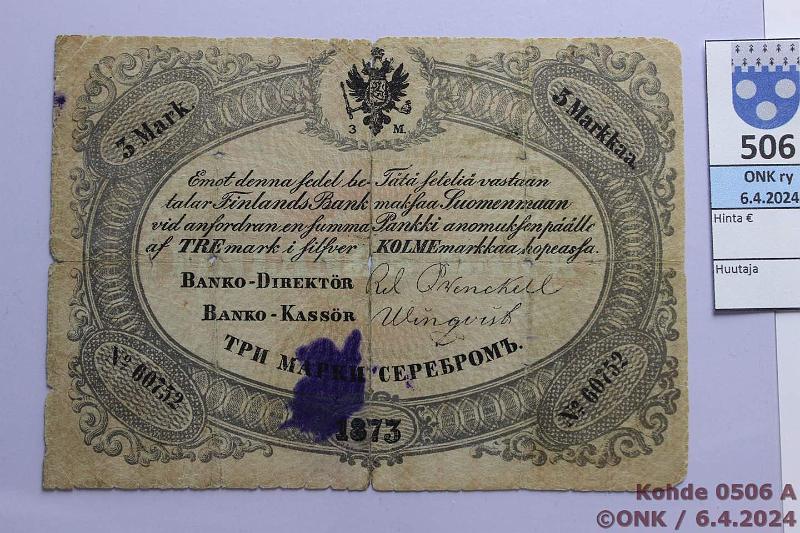 3 Mark.
3 Markkaa.
3 M.
Emot denna sedel be-
talar Finlands Bank
vid anfordran en summa
af TRE mark i silfver
Tätä seteliä vastaan
maksaa Suomenmaan
Pankki anomuksen päälle
KOLME markkaa hopeassa.
BANKO-DIREKTÖR
BANKO-KASSÖR
Wingvist
ТРИ МАРКИ СЕРЕБРОМЪ.
No 60752
No 60752
1873
506
ONK ry
6.4.2024
Hinta €
Huutaja
Kohde 0506 A
©ONK / 6.4.2024